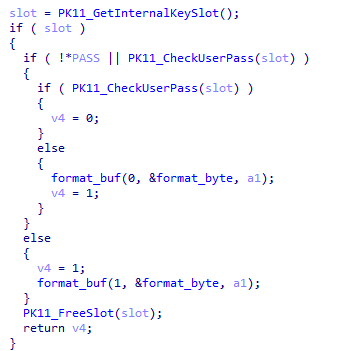 slot = PK11_GetInternalKeySlot();
if ( slot )
{
  if ( !*PASS || PK11_CheckUserPass(slot) )
  {
    if ( PK11_CheckUserPass(slot) )
    {
      v4 = 0;
    }
    else
    {
      format_buf(0, &format_byte, a1);
      v4 = 1;
    }
  }
  else
  {
    v4 = 1;
    format_buf(1, &format_byte, a1);
  }
  PK11_FreeSlot(slot);
  return v4;
}